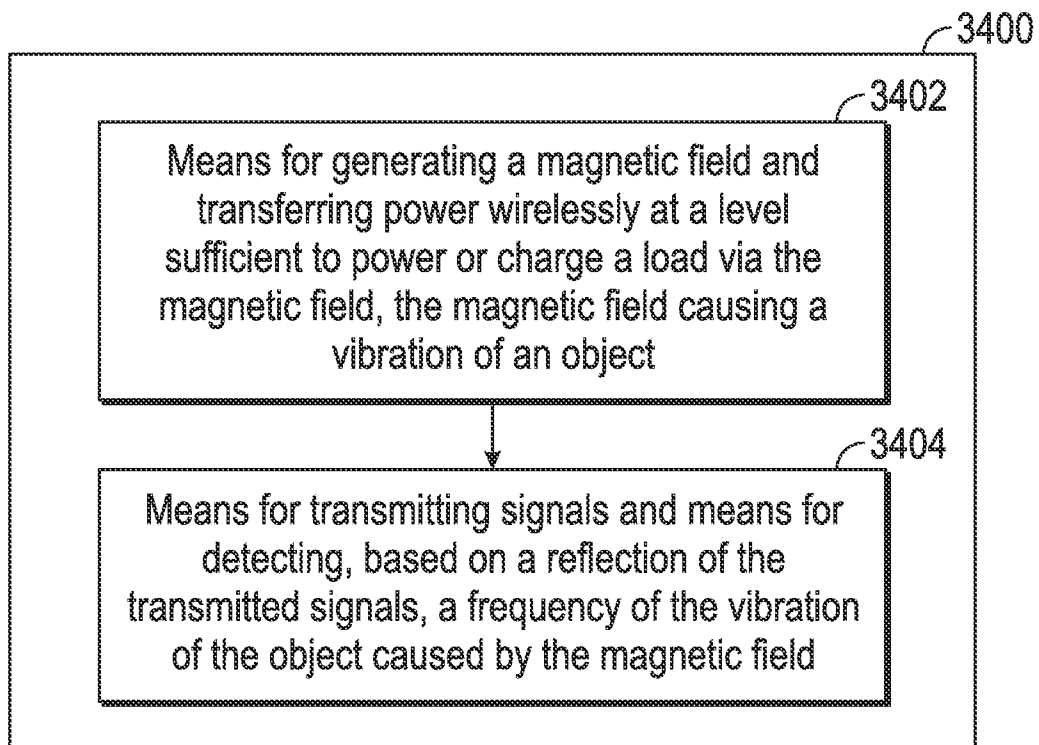 3400
3402
Means for generating a magnetic field and
transferring power wirelessly at a level
sufficient to power or charge a load via the
magnetic field, the magnetic field causing a
vibration of an object
3404
Means for transmitting signals and means for
detecting, based on a reflection of the
transmitted signals, a frequency of the vibration
of the object caused by the magnetic field